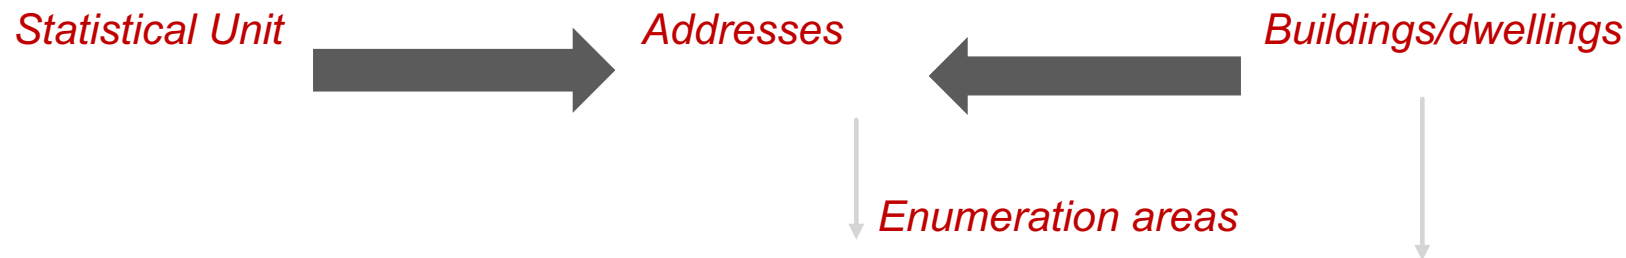 Statistical Unit
Addresses
Buildings/dwellings
Enumeration areas